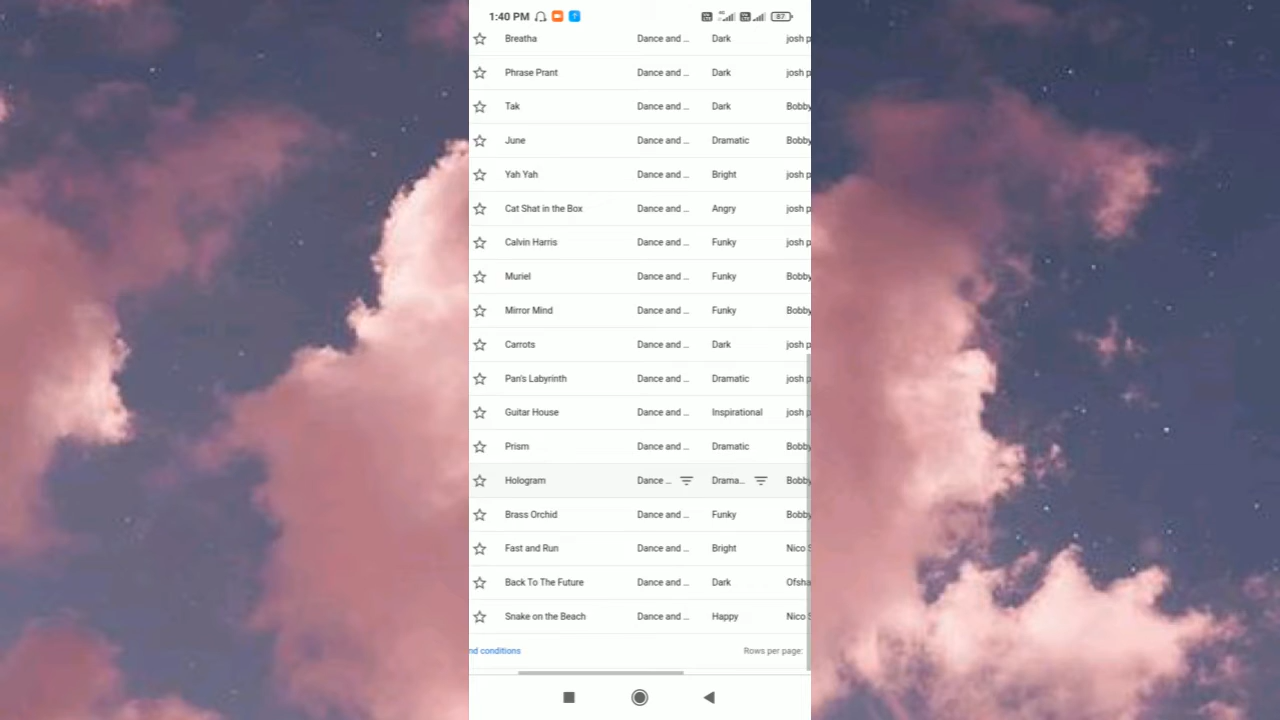 1:40 PM 87
Breatha Dance and ... Dark josh p
Phrase Prant Dance and ... Dark josh p
Tak Dance and ... Dark Bobby
June Dance and ... Dramatic Bobby
Yah Yah Dance and ... Bright josh p
Cat Shat in the Box Dance and ... Angry josh p
Calvin Harris Dance and ... Funky josh p
Muriel Dance and ... Funky Bobby
Mirror Mind Dance and ... Funky Bobby
Carrots Dance and ... Dark josh p
Pan's Labyrinth Dance and ... Dramatic josh p
Guitar House Dance and ... Inspirational josh p
Prism Dance and ... Dramatic Bobby
Hologram Dance ... Drama... Bobby
Brass Orchid Dance and ... Funky Bobby
Fast and Run Dance and ... Bright Nico S
Back To The Future Dance and ... Dark Ofsha
Snake on the Beach Dance and ... Happy Nico S
nd conditions Rows per page: